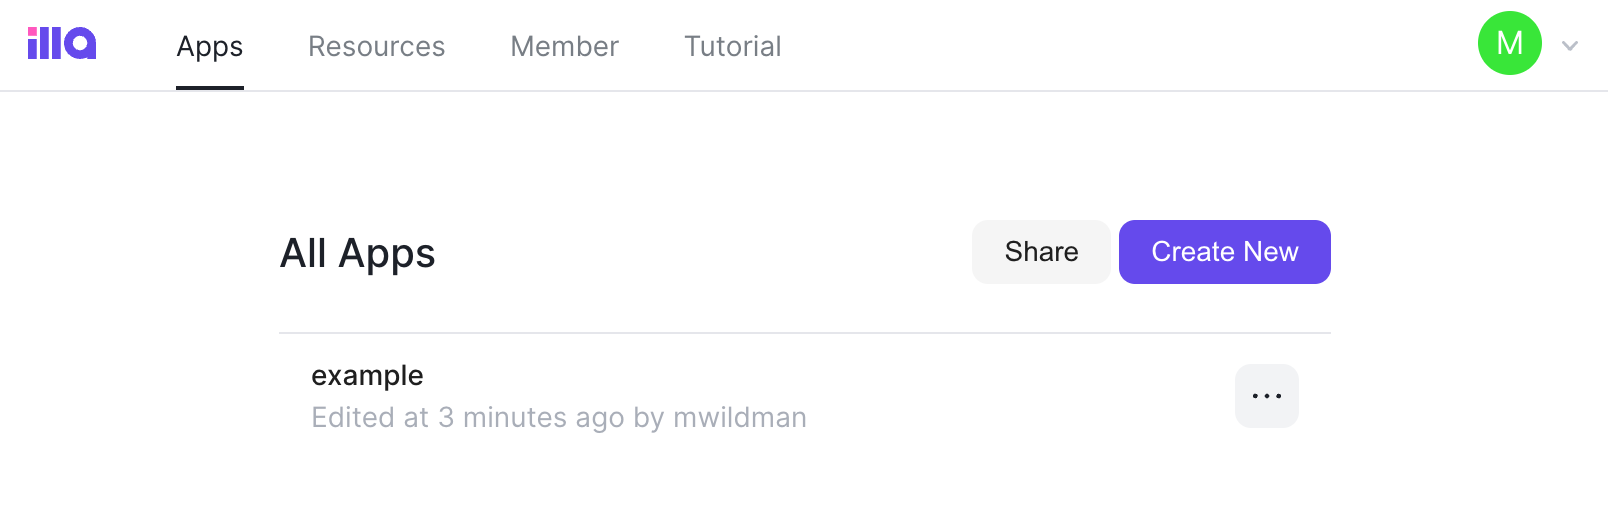 illa Apps Resources Member Tutorial M
All Apps Share Create New
example
Edited at 3 minutes ago by mwildman